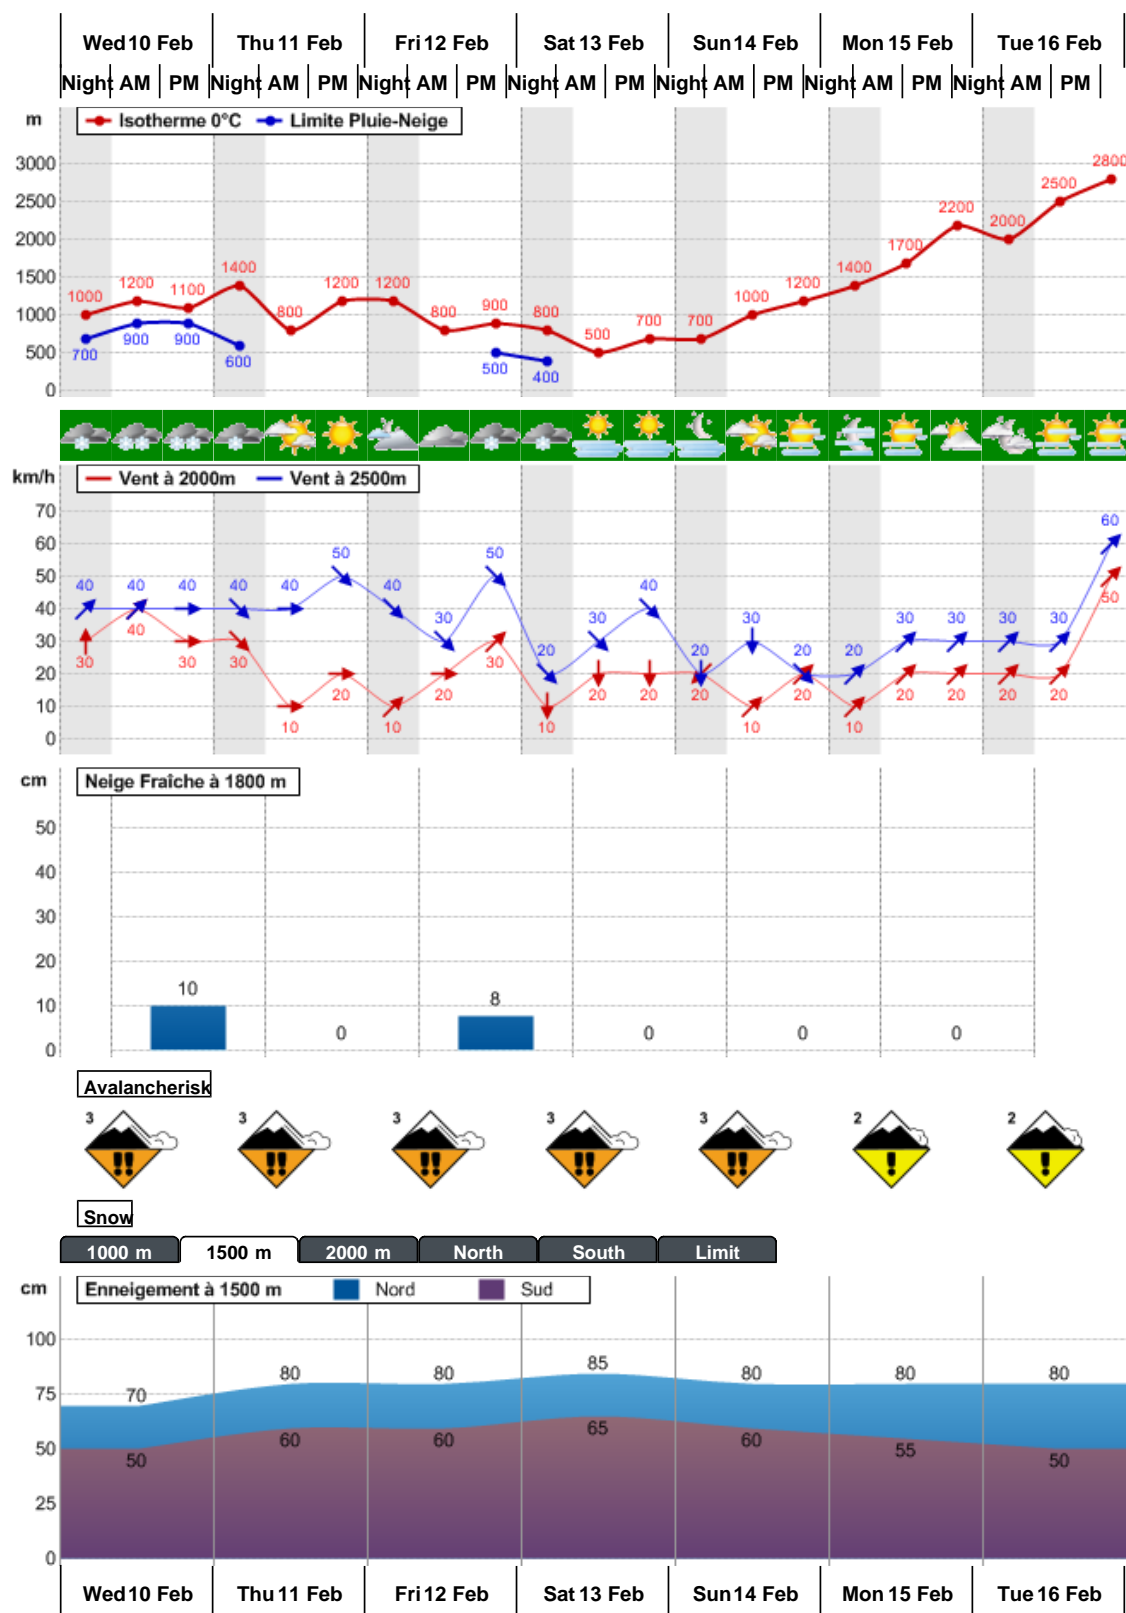 Wed 10 Feb Thu 11 Feb Fri 12 Feb Sat 13 Feb Sun 14 Feb Mon 15 Feb Tue 16 Feb
Night AM PM Night AM PM Night AM PM Night AM PM Night AM PM Night AM PM Night AM PM
m Isotherme 0°C Limite Pluie-Neige
3000
2500
2000
1500
1000
500
0
1000 1200 1100 1400 800 1200 1200 800 900 800 500 700 700 1000 1200 1400 1700 2200 2000 2500 2800
700 900 900 600 500 400
km/h Vent à 2000m Vent à 2500m
70
60
50
40
30
20
10
0
40 40 40 40 40 50 40 30 50 20 30 40 20 30 20 20 30 30 30 30 60
30 40 30 30 10 20 10 20 30 10 20 20 20 10 20 10 20 20 20 20 50
cm Neige Fraîche à 1800 m
50
40
30
20
10
0
10 0 8 0 0 0
Avalancherisk
3 3 3 3 3 2 2
Snow
1000 m 1500 m 2000 m North South Limit
cm Enneigement à 1500 m Nord Sud
100
75
50
25
0
70 80 80 85 80 80 80
50 60 60 65 60 55 50
Wed 10 Feb Thu 11 Feb Fri 12 Feb Sat 13 Feb Sun 14 Feb Mon 15 Feb Tue 16 Feb